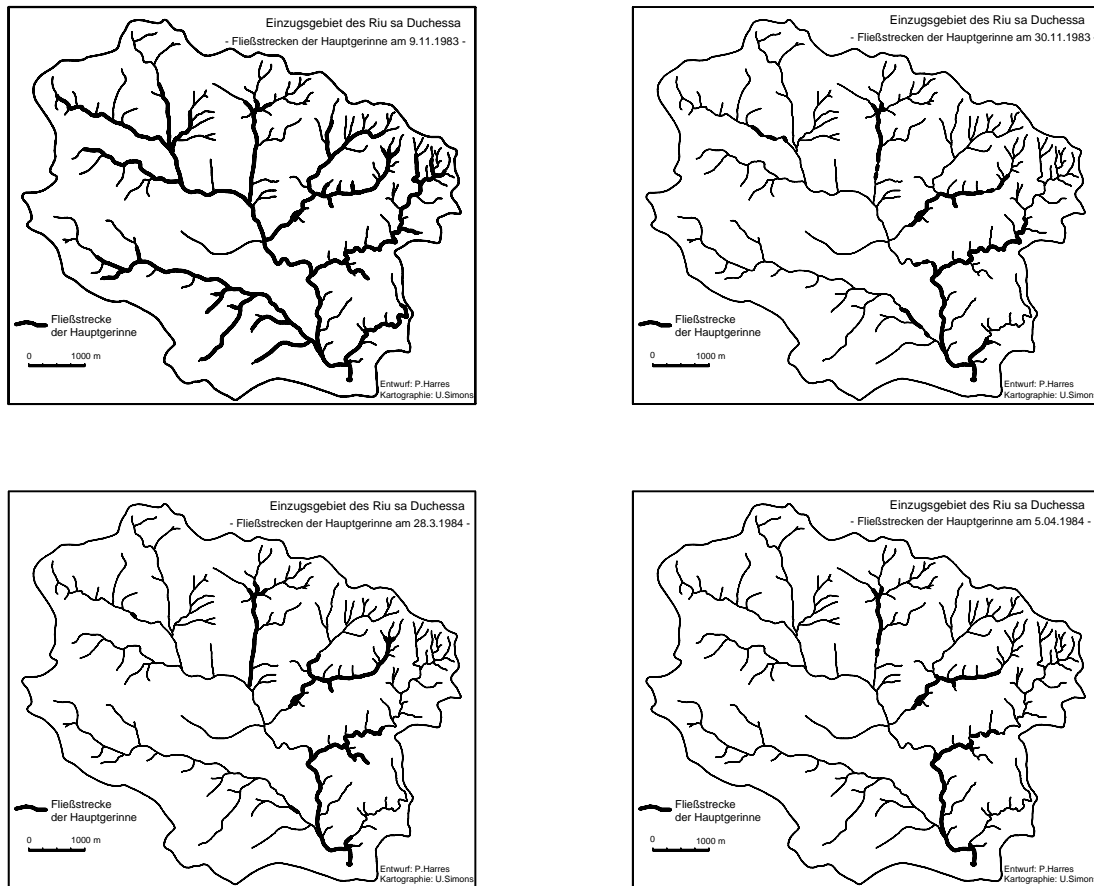 Einzugsgebiet des Riu sa Duchessa
- Fließstrecken der Hauptgerinne am 9.11.1983 -
Fließstrecke
der Hauptgerinne
0 1000 m
Entwurf: P.Harres
Kartographie: U.Simons
Einzugsgebiet des Riu sa Duchessa
- Fließstrecken der Hauptgerinne am 30.11.1983 -
Fließstrecke
der Hauptgerinne
0 1000 m
Entwurf: P.Harres
Kartographie: U.Simons
Einzugsgebiet des Riu sa Duchessa
- Fließstrecken der Hauptgerinne am 28.3.1984 -
Fließstrecke
der Hauptgerinne
0 1000 m
Entwurf: P.Harres
Kartographie: U.Simons
Einzugsgebiet des Riu sa Duchessa
- Fließstrecken der Hauptgerinne am 5.04.1984 -
Fließstrecke
der Hauptgerinne
0 1000 m
Entwurf: P.Harres
Kartographie: U.Simons